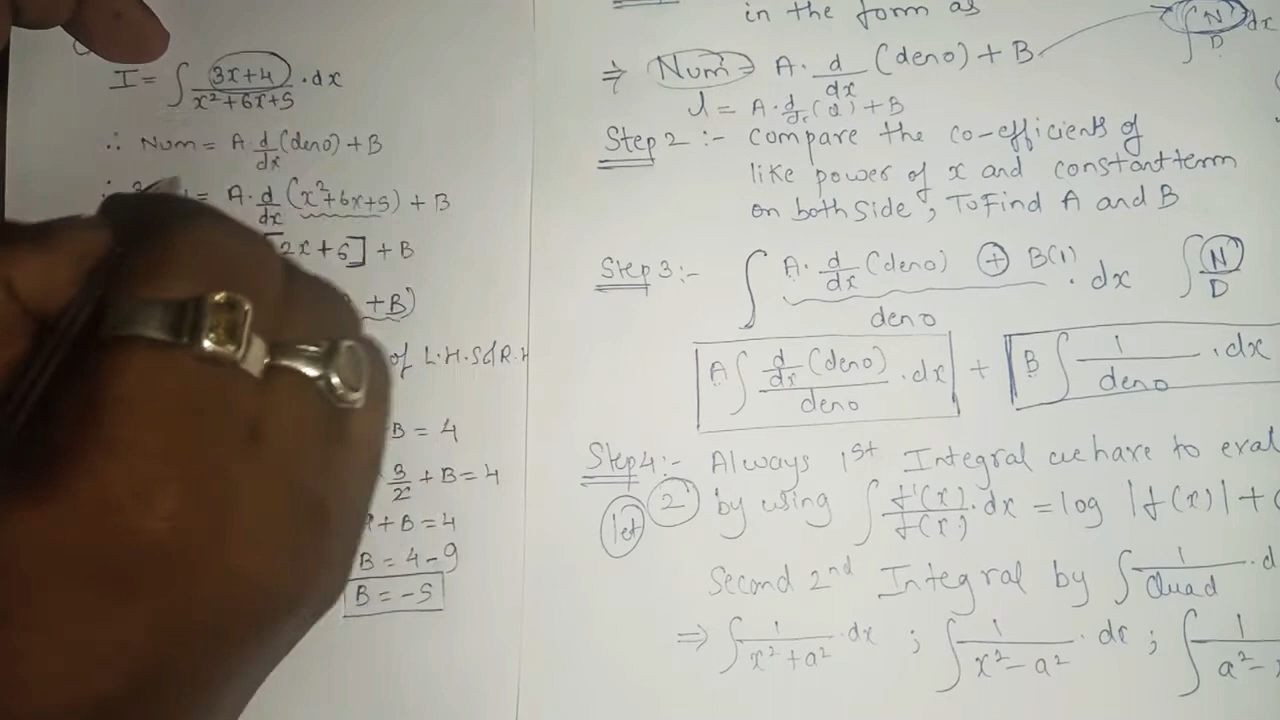 I = ∫ 3x+4 / x²+6x+5 · dx
∴ Num = A d/dx (deno) + B
= A · d/dx (x²+6x+5) + B
2x+6] + B
+ B)
of L.H.S & R.H
B = 4
3/2 + B = 4
+ B = 4
B = 4 - 9
B = -5
in the form as
∫ N/D dx
⇒ Num = A · d/dx (deno) + B
= A · d/dx ( ) + B
Step 2 :- Compare the co-efficients of
like power of x and constant term
on both side, To Find A and B
Step 3 :- ∫ A · d/dx (deno) + B(1) / deno · dx ∫ N/D
A ∫ d/dx (deno) / deno · dx + B ∫ 1 / deno · dx
Step 4 :- Always 1st Integral we have to eval
let 2 by using ∫ f'(x)/f(x) · dx = log |f(x)| +
Second 2nd Integral by ∫ 1/Quad · d
⇒ ∫ 1/x²+a² · dx ; ∫ 1/x²-a² · dx ; ∫ 1/a²-